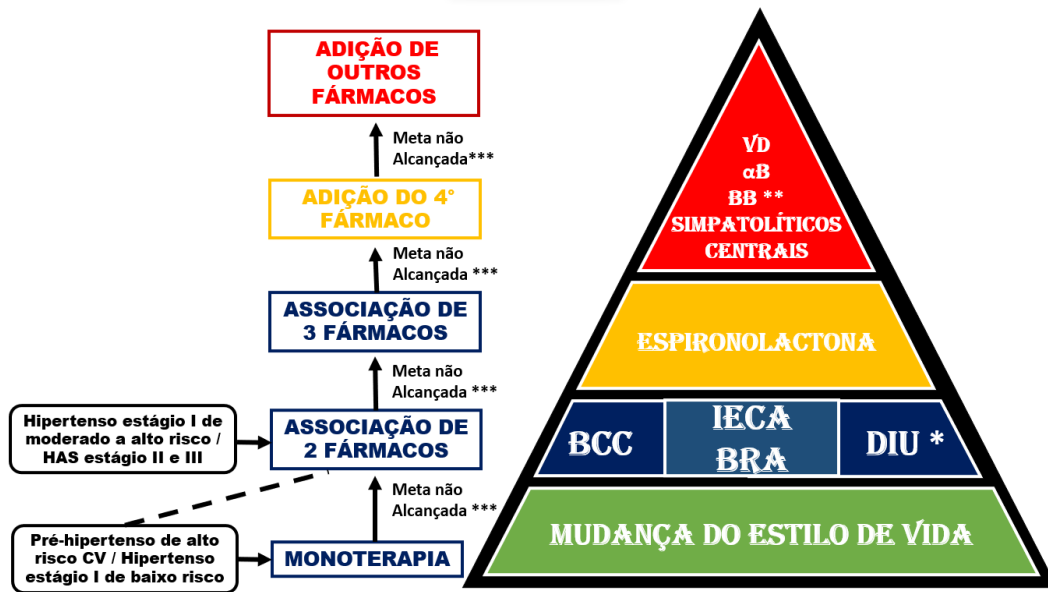 ADIÇÃO DE
OUTROS
FÁRMACOS
Meta não
Alcançada***
ADIÇÃO DO 4°
FÁRMACO
Meta não
Alcançada ***
ASSOCIAÇÃO DE
3 FÁRMACOS
Meta não
Alcançada ***
Hipertenso estágio I de
moderado a alto risco /
HAS estágio II e III
ASSOCIAÇÃO DE
2 FÁRMACOS
Meta não
Alcançada ***
Pré-hipertenso de alto
risco CV / Hipertenso
estágio I de baixo risco
MONOTERAPIA
VD
αB
BB **
SIMPATOLÍTICOS
CENTRAIS
ESPIRONOLACTONA
BCC
IECA
BRA
DIU *
MUDANÇA DO ESTILO DE VIDA